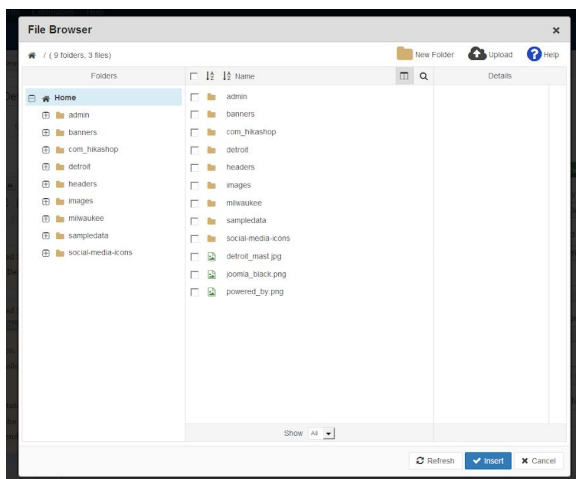 File Browser
/ ( 9 folders, 3 files)
New Folder
Upload
Help
Folders
Name
Details
Home
admin
banners
com_hikashop
detroit
headers
images
milwaukee
sampledata
social-media-icons
admin
banners
com_hikashop
detroit
headers
images
milwaukee
sampledata
social-media-icons
detroit_mast.jpg
joomla_black.png
powered_by.png
Show All
Refresh
Insert
Cancel